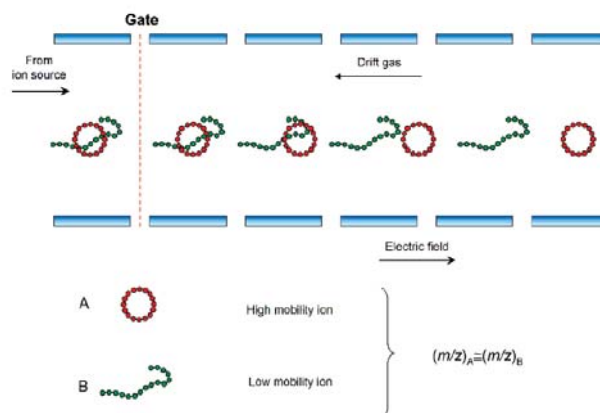 Gate
From
ion source
Drift gas
Electric field
A
High mobility ion
B
Low mobility ion
(m/z)A≅(m/z)B